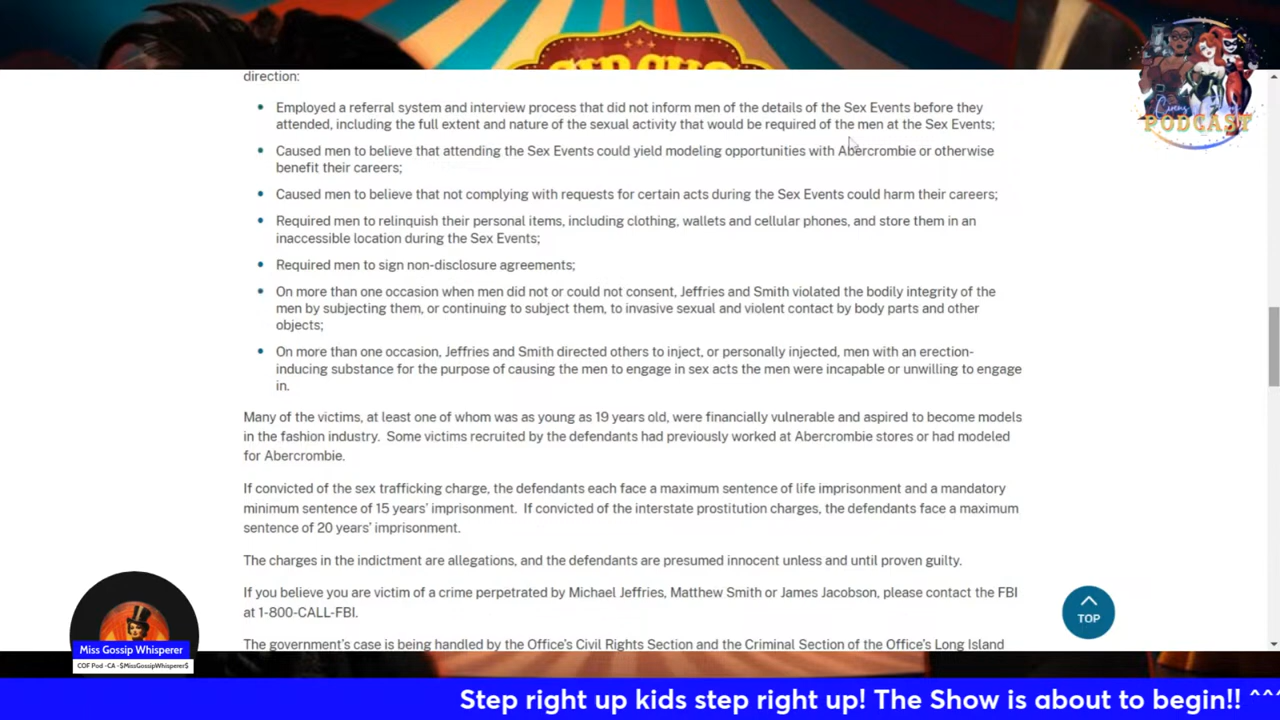 direction:
Employed a referral system and interview process that did not inform men of the details of the Sex Events before they
attended, including the full extent and nature of the sexual activity that would be required of the men at the Sex Events;
Caused men to believe that attending the Sex Events could yield modeling opportunities with Abercrombie or otherwise
benefit their careers;
Caused men to believe that not complying with requests for certain acts during the Sex Events could harm their careers;
Required men to relinquish their personal items, including clothing, wallets and cellular phones, and store them in an
inaccessible location during the Sex Events;
Required men to sign non-disclosure agreements;
On more than one occasion when men did not or could not consent, Jeffries and Smith violated the bodily integrity of the
men by subjecting them, or continuing to subject them, to invasive sexual and violent contact by body parts and other
objects;
On more than one occasion, Jeffries and Smith directed others to inject, or personally injected, men with an erection-
inducing substance for the purpose of causing the men to engage in sex acts the men were incapable or unwilling to engage
in.
Many of the victims, at least one of whom was as young as 19 years old, were financially vulnerable and aspired to become models
in the fashion industry.  Some victims recruited by the defendants had previously worked at Abercrombie stores or had modeled
for Abercrombie.
If convicted of the sex trafficking charge, the defendants each face a maximum sentence of life imprisonment and a mandatory
minimum sentence of 15 years’ imprisonment.  If convicted of the interstate prostitution charges, the defendants face a maximum
sentence of 20 years’ imprisonment.
The charges in the indictment are allegations, and the defendants are presumed innocent unless and until proven guilty.
If you believe you are victim of a crime perpetrated by Michael Jeffries, Matthew Smith or James Jacobson, please contact the FBI
at 1-800-CALL-FBI.
The government’s case is being handled by the Office’s Civil Rights Section and the Criminal Section of the Office’s Long Island
TOP
PODCAST
Miss Gossip Whisperer
COF Pod -CA -$MissGossipWhisperer$
Step right up kids step right up! The Show is about to begin!! ^^^